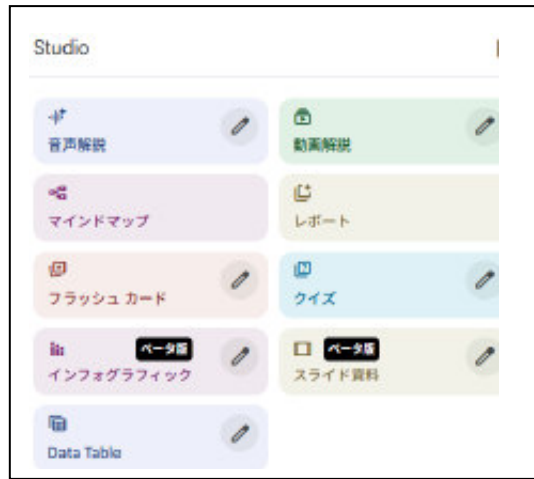 Studio
音声解説
動画解説
マインドマップ
レポート
フラッシュ カード
クイズ
ベータ版
インフォグラフィック
ベータ版
スライド資料
Data Table